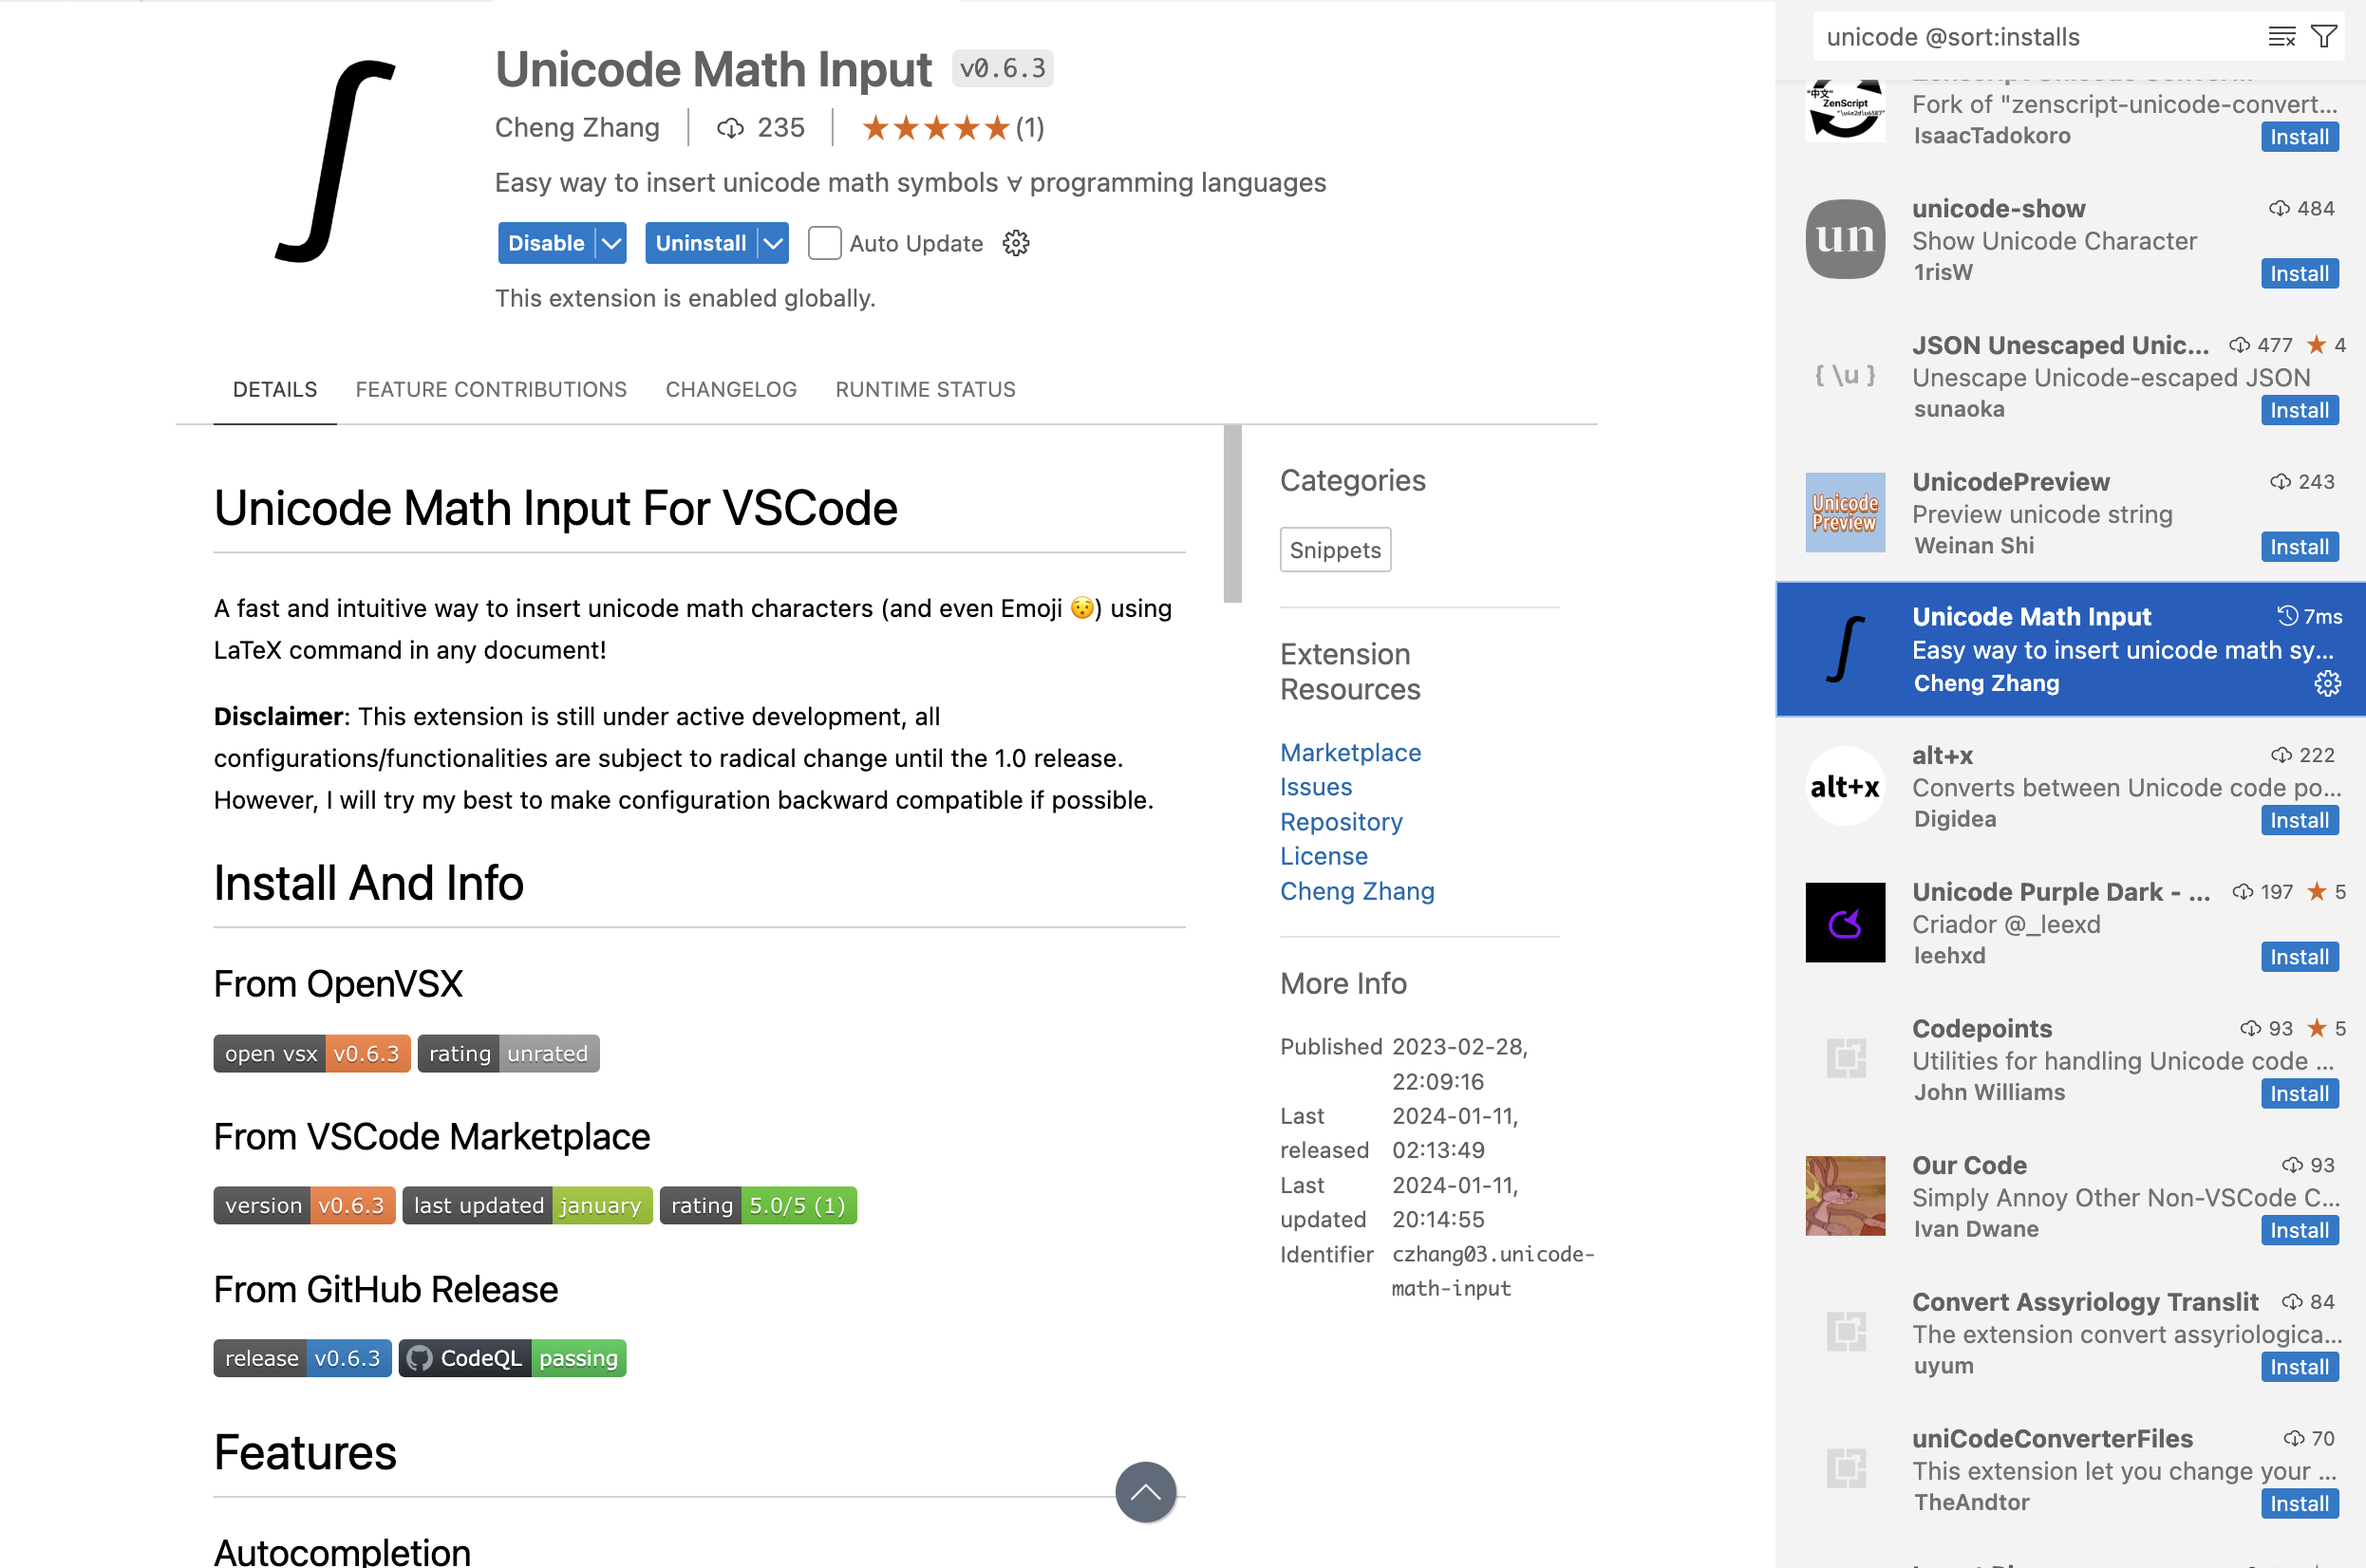 Unicode Math Input v0.6.3
Cheng Zhang 235 ★★★★★ (1)
Easy way to insert unicode math symbols ∀ programming languages
Disable Uninstall Auto Update
This extension is enabled globally.
DETAILS FEATURE CONTRIBUTIONS CHANGELOG RUNTIME STATUS
Unicode Math Input For VSCode
A fast and intuitive way to insert unicode math characters (and even Emoji 😯) using
LaTeX command in any document!
Disclaimer: This extension is still under active development, all
configurations/functionalities are subject to radical change until the 1.0 release.
However, I will try my best to make configuration backward compatible if possible.
Install And Info
From OpenVSX
open vsx v0.6.3 rating unrated
From VSCode Marketplace
version v0.6.3 last updated january rating 5.0/5 (1)
From GitHub Release
release v0.6.3 CodeQL passing
Features
Autocompletion
Categories
Snippets
Extension
Resources
Marketplace
Issues
Repository
License
Cheng Zhang
More Info
Published 2023-02-28,
22:09:16
Last 2024-01-11,
released 02:13:49
Last 2024-01-11,
updated 20:14:55
Identifier czhang03.unicode-
math-input
unicode @sort:installs
"中文"
ZenScript
"\u4e2d\u6587"
Fork of "zenscript-unicode-convert...
IsaacTadokoro Install
un
unicode-show 484
Show Unicode Character
1risW Install
{ \u }
JSON Unescaped Unic... 477 ★ 4
Unescape Unicode-escaped JSON
sunaoka Install
Unicode
Preview
UnicodePreview 243
Preview unicode string
Weinan Shi Install
∫
Unicode Math Input 7ms
Easy way to insert unicode math sy...
Cheng Zhang
alt+x
alt+x 222
Converts between Unicode code po...
Digidea Install
Unicode Purple Dark - ... 197 ★ 5
Criador @_leexd
leehxd Install
Codepoints 93 ★ 5
Utilities for handling Unicode code ...
John Williams Install
Our Code 93
Simply Annoy Other Non-VSCode C...
Ivan Dwane Install
Convert Assyriology Translit 84
The extension convert assyriologica...
uyum Install
uniCodeConverterFiles 70
This extension let you change your ...
TheAndtor Install